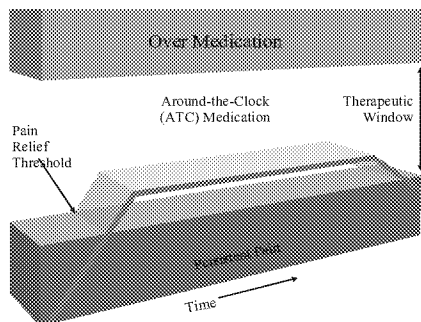 Over Medication
Around-the-Clock
(ATC) Medication
Therapeutic
Window
Pain
Relief
Threshold
Persistent Pain
Time